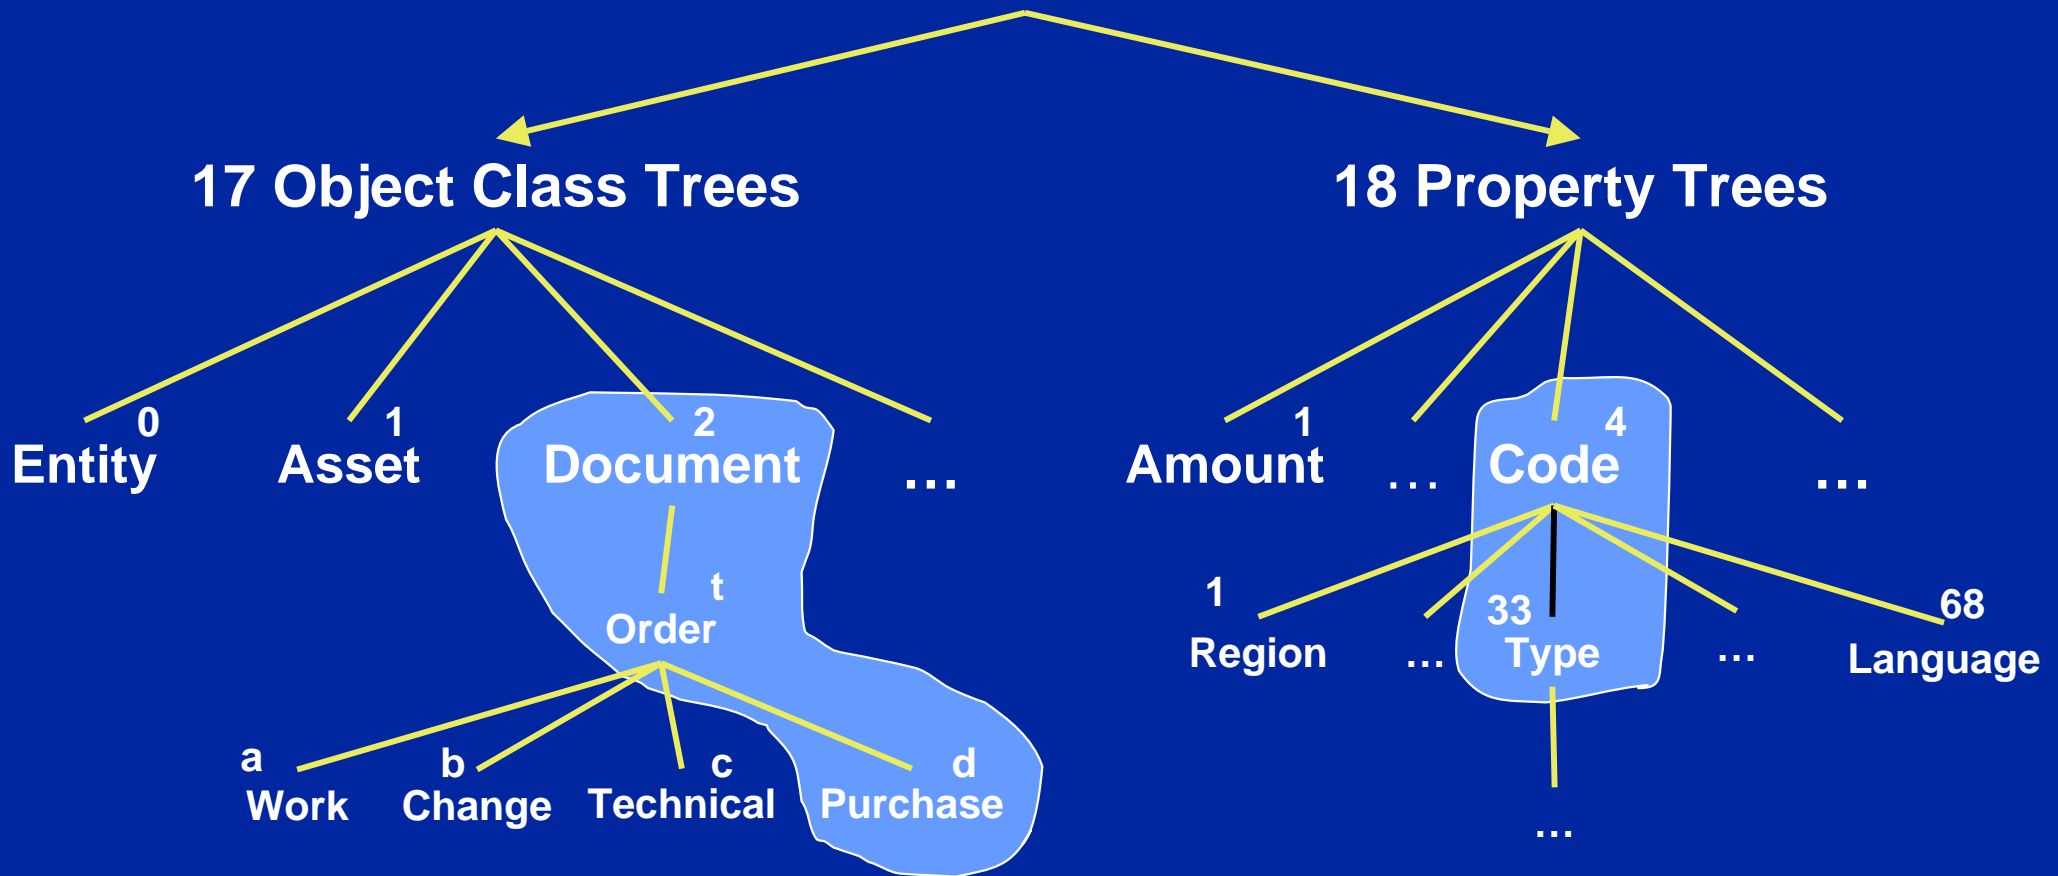 17 Object Class Trees
18 Property Trees
0
1
2
1
4
Entity
Asset
Document
...
Amount
...
Code
...
t
Order
1
33
68
Region
...
Type
...
Language
a
b
c
d
Work
Change
Technical
Purchase
...